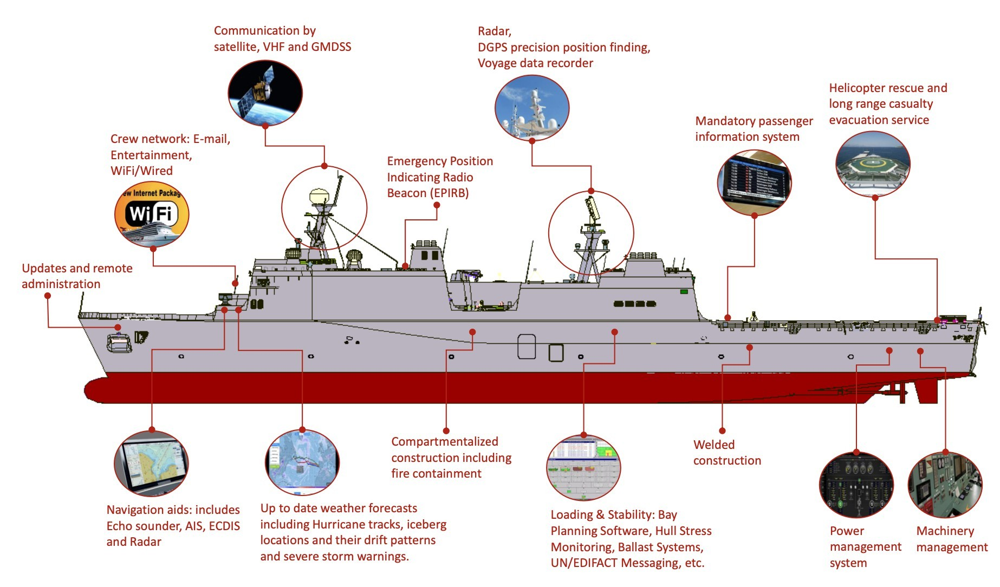 Communication by
satellite, VHF and GMDSS
Radar,
DGPS precision position finding,
Voyage data recorder
Helicopter rescue and
long range casualty
evacuation service
Mandatory passenger
information system
Crew network: E-mail,
Entertainment,
WiFi/Wired
ew Internet Packag
WiFi
Emergency Position
Indicating Radio
Beacon (EPIRB)
Updates and remote
administration
H
Compartmentalized
construction including
fire containment
Welded
construction
Navigation aids: includes
Echo sounder, AIS, ECDIS
and Radar
Up to date weather forecasts
including Hurricane tracks, iceberg
locations and their drift patterns
and severe storm warnings.
Loading & Stability: Bay
Planning Software, Hull Stress
Monitoring, Ballast Systems,
UN/EDIFACT Messaging, etc.
Power
management
system
Machinery
management